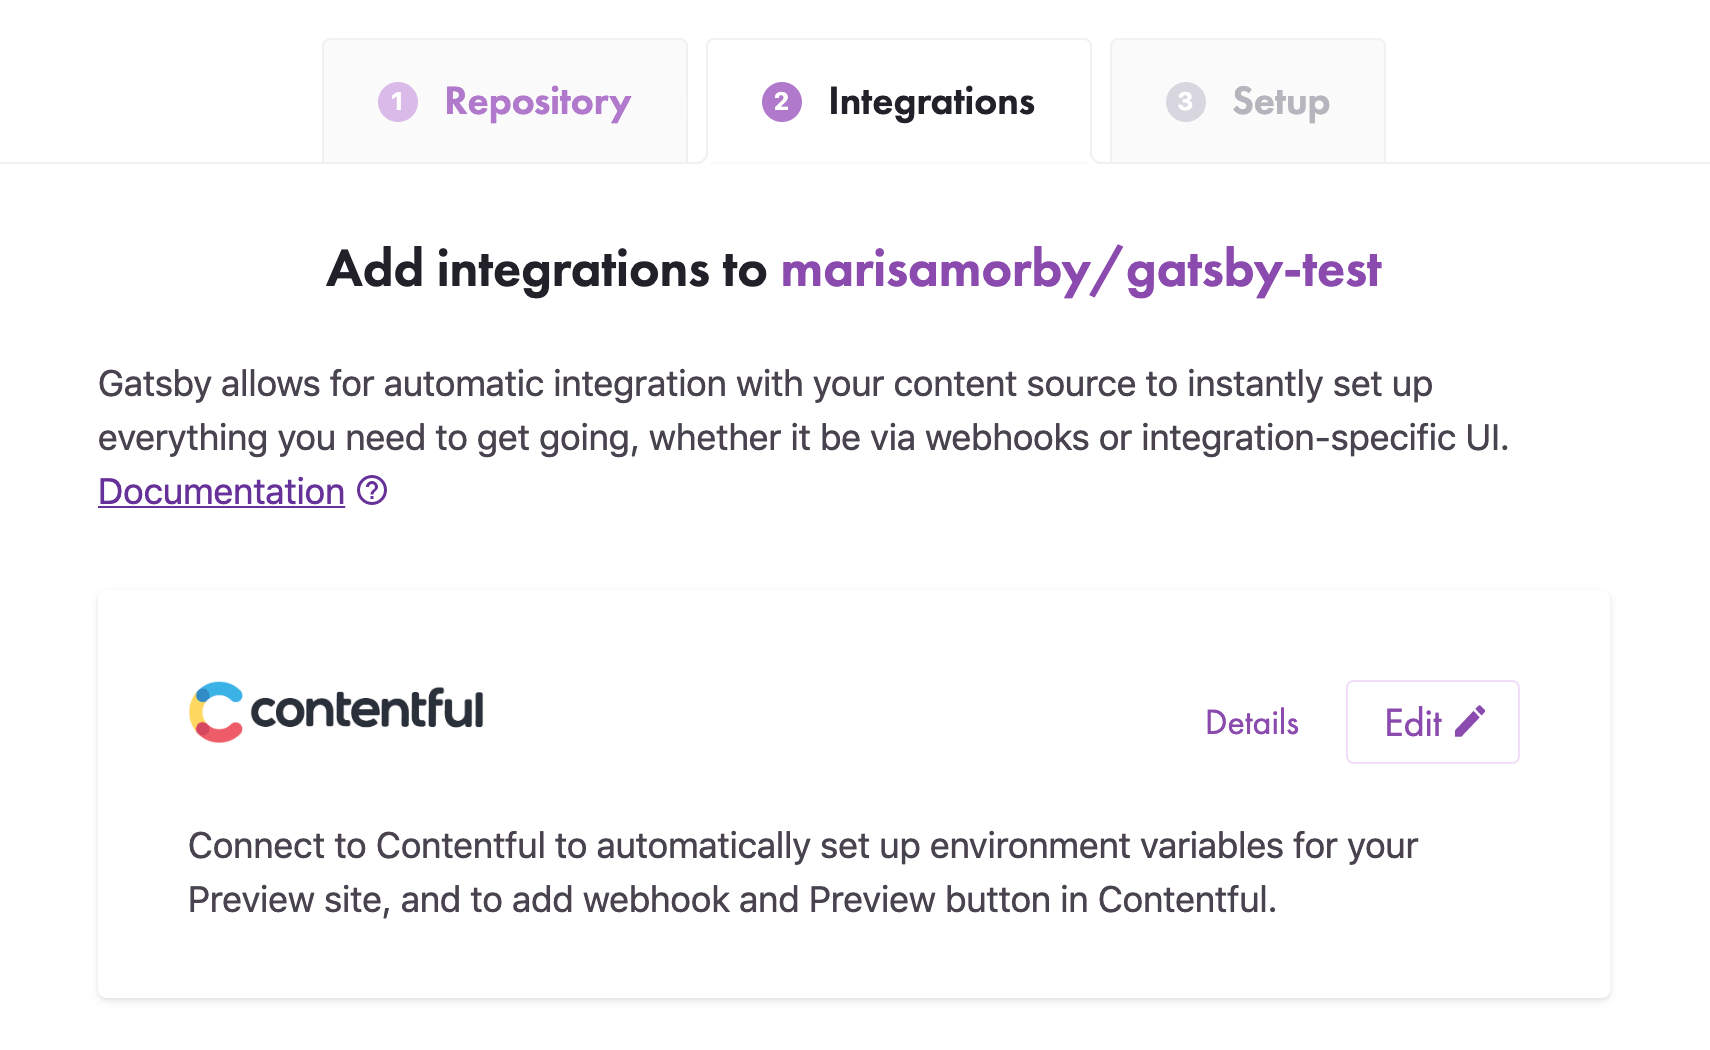 1 Repository
2 Integrations
3 Setup
Add integrations to marisamorby/gatsby-test
Gatsby allows for automatic integration with your content source to instantly set up
everything you need to get going, whether it be via webhooks or integration-specific UI.
Documentation ?
contentful
Details
Edit
Connect to Contentful to automatically set up environment variables for your
Preview site, and to add webhook and Preview button in Contentful.